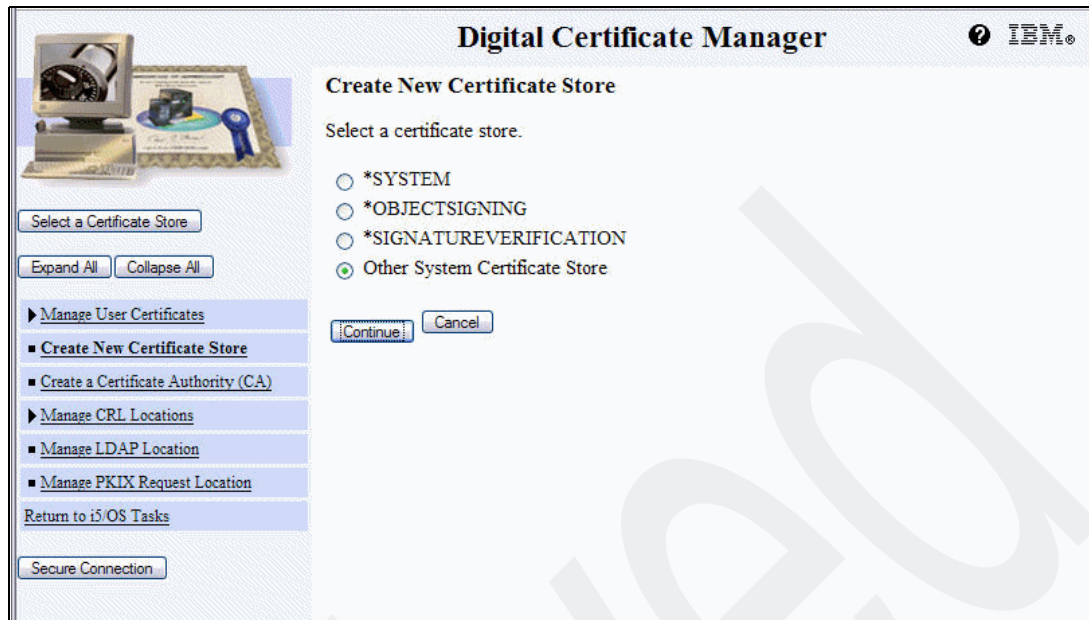 Digital Certificate Manager
? IBM®
Create New Certificate Store
Select a certificate store.
*SYSTEM
*OBJECTSIGNING
*SIGNATUREVERIFICATION
Other System Certificate Store
Continue Cancel
Select a Certificate Store
Expand All Collapse All
Manage User Certificates
Create New Certificate Store
Create a Certificate Authority (CA)
Manage CRL Locations
Manage LDAP Location
Manage PKIX Request Location
Return to i5/OS Tasks
Secure Connection